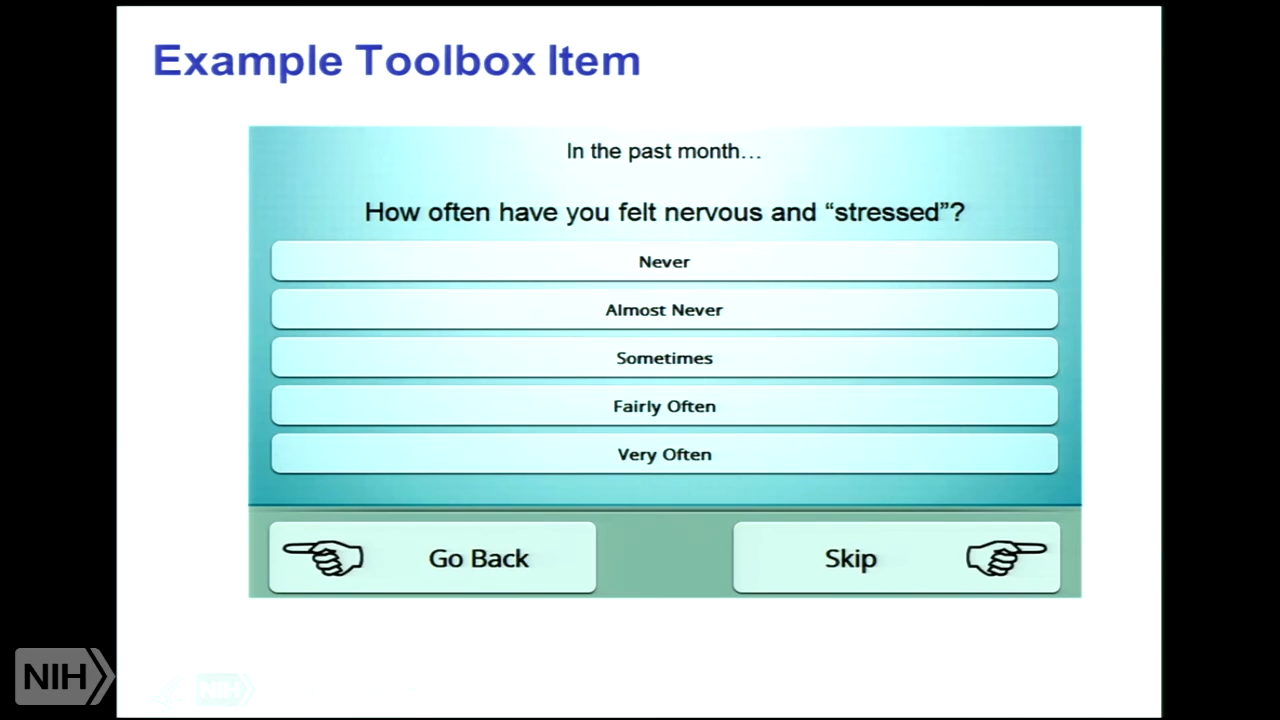 Example Toolbox Item
In the past month…
How often have you felt nervous and “stressed”?
Never
Almost Never
Sometimes
Fairly Often
Very Often
Go Back
Skip
NIH
NIH